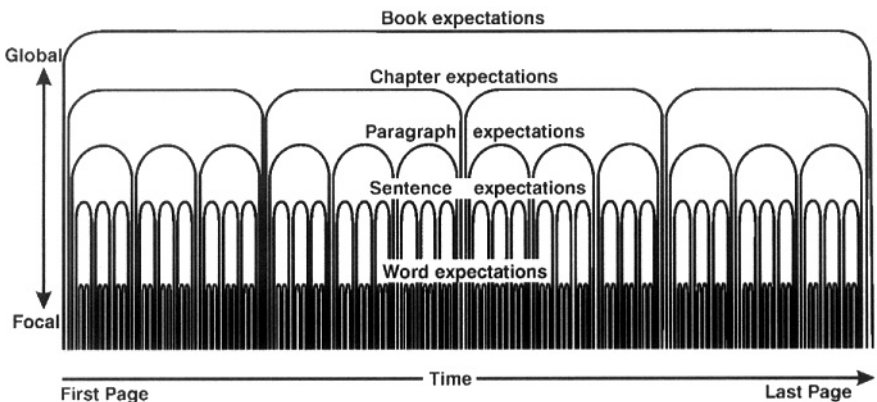 Book expectations
Global
Chapter expectations
Paragraph expectations
Sentence expectations
Word expectations
Focal
Time
First Page
Last Page